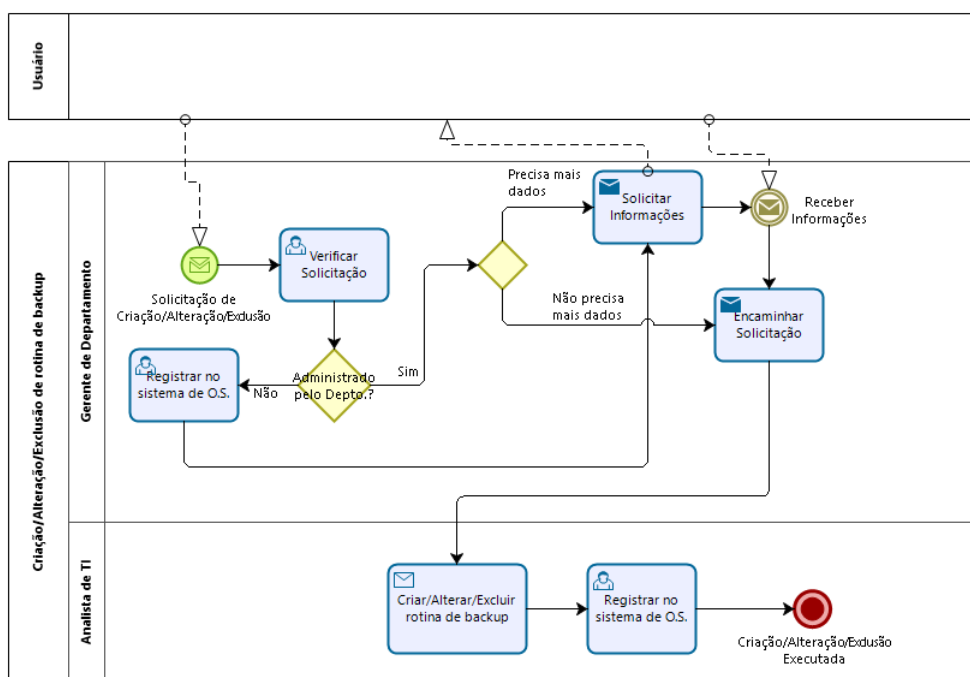 Usuário
Criação/Alteração/Exclusão de rotina de backup
Gerente de Departamento
Precisa mais
dados
Solicitar
Informações
Receber
Informações
Verificar
Solicitação
Solicitação de
Criação/Alteração/Exclusão
Não precisa
mais dados
Encaminhar
Solicitação
Registrar no
sistema de O.S.
Não
Administrado
pelo Depto.?
Sim
Analista de TI
Criar/Alterar/Excluir
rotina de backup
Registrar no
sistema de O.S.
Criação/Alteração/Exclusão
Executada